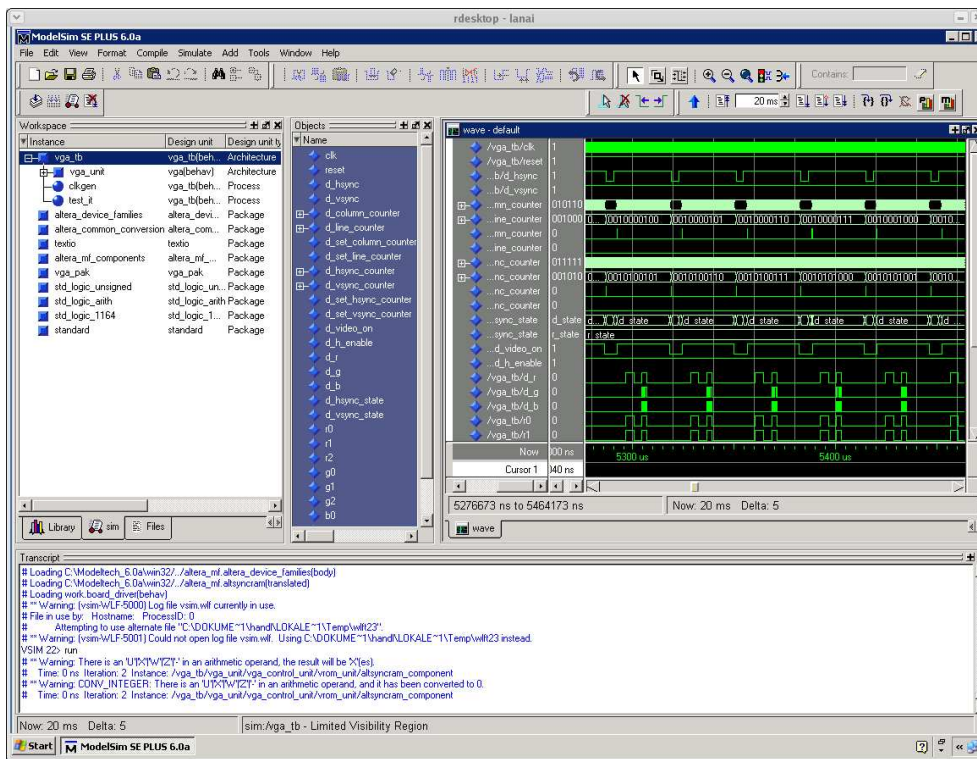 rdesktop - lanai
ModelSim SE PLUS 6.0a
File Edit View Format Compile Simulate Add Tools Window Help
Contains:
20 ms
Workspace
Instance Design unit Design unit ty
vga_tb vga_tb(beh... Architecture
vga_unit vga(behav) Architecture
clkgen vga_tb(beh... Process
test_it vga_tb(beh... Process
altera_device_families altera_devi... Package
altera_common_conversion altera_com... Package
textio textio Package
altera_mf_components altera_mf_... Package
vga_pak vga_pak Package
std_logic_unsigned std_logic_un... Package
std_logic_arith std_logic_arith Package
std_logic_1164 std_logic_1... Package
standard standard Package
Library sim Files
Objects
Name
clk
reset
d_hsync
d_vsync
d_column_counter
d_line_counter
d_set_column_counter
d_set_line_counter
d_hsync_counter
d_vsync_counter
d_set_hsync_counter
d_set_vsync_counter
d_video_on
d_h_enable
d_r
d_g
d_b
d_hsync_state
d_vsync_state
r0
r1
r2
g0
g1
g2
b0
wave - default
/vga_tb/clk 1
/vga_tb/reset 1
...b/d_hsync 1
...b/d_vsync 1
...mn_counter 010110
...ine_counter 001000 0... 0010000100 0010000101 0010000110 0010000111 0010001000 0010...
...mn_counter 0
...ine_counter 0
...nc_counter 011111
...nc_counter 001010 0... 0010100101 0010100110 0010100111 0010101000 0010101001 0010...
...nc_counter 0
...nc_counter 0
...sync_state d_state d... d_state d_state d_state d_state d_state d...
...sync_state r_state r_state
...d_video_on 1
...d_h_enable 1
/vga_tb/d_r 0
/vga_tb/d_g 0
/vga_tb/d_b 0
/vga_tb/r0 0
/vga_tb/r1 0
Now 000 ns 5300 us 5400 us
Cursor 1 040 ns
5276673 ns to 5464173 ns Now: 20 ms Delta: 5
wave
Transcript
# Loading C:\Modeltech_6.0a\win32/../altera_mf.altera_device_families(body)
# Loading C:\Modeltech_6.0a\win32/../altera_mf.altsyncram(translated)
# Loading work.board_driver(behav)
# ** Warning: (vsim-WLF-5000) Log file vsim.wlf currently in use.
# File in use by: Hostname: ProcessID: 0
# Attempting to use alternate file "C:\DOKUME~1\handl\LOKALE~1\Temp\wlft23".
# ** Warning: (vsim-WLF-5001) Could not open log file vsim.wlf. Using C:\DOKUME~1\handl\LOKALE~1\Temp\wlft23 instead.
VSIM 22> run
# ** Warning: There is an 'U'|'X'|'W'|'Z'|'-' in an arithmetic operand, the result will be 'X'(es).
# Time: 0 ns Iteration: 2 Instance: /vga_tb/vga_unit/vga_control_unit/vrom_unit/altsyncram_component
# ** Warning: CONV_INTEGER: There is an 'U'|'X'|'W'|'Z'|'-' in an arithmetic operand, and it has been converted to 0.
# Time: 0 ns Iteration: 2 Instance: /vga_tb/vga_unit/vga_control_unit/vrom_unit/altsyncram_component
Now: 20 ms Delta: 5 sim:/vga_tb - Limited Visibility Region
Start ModelSim SE PLUS 6.0a